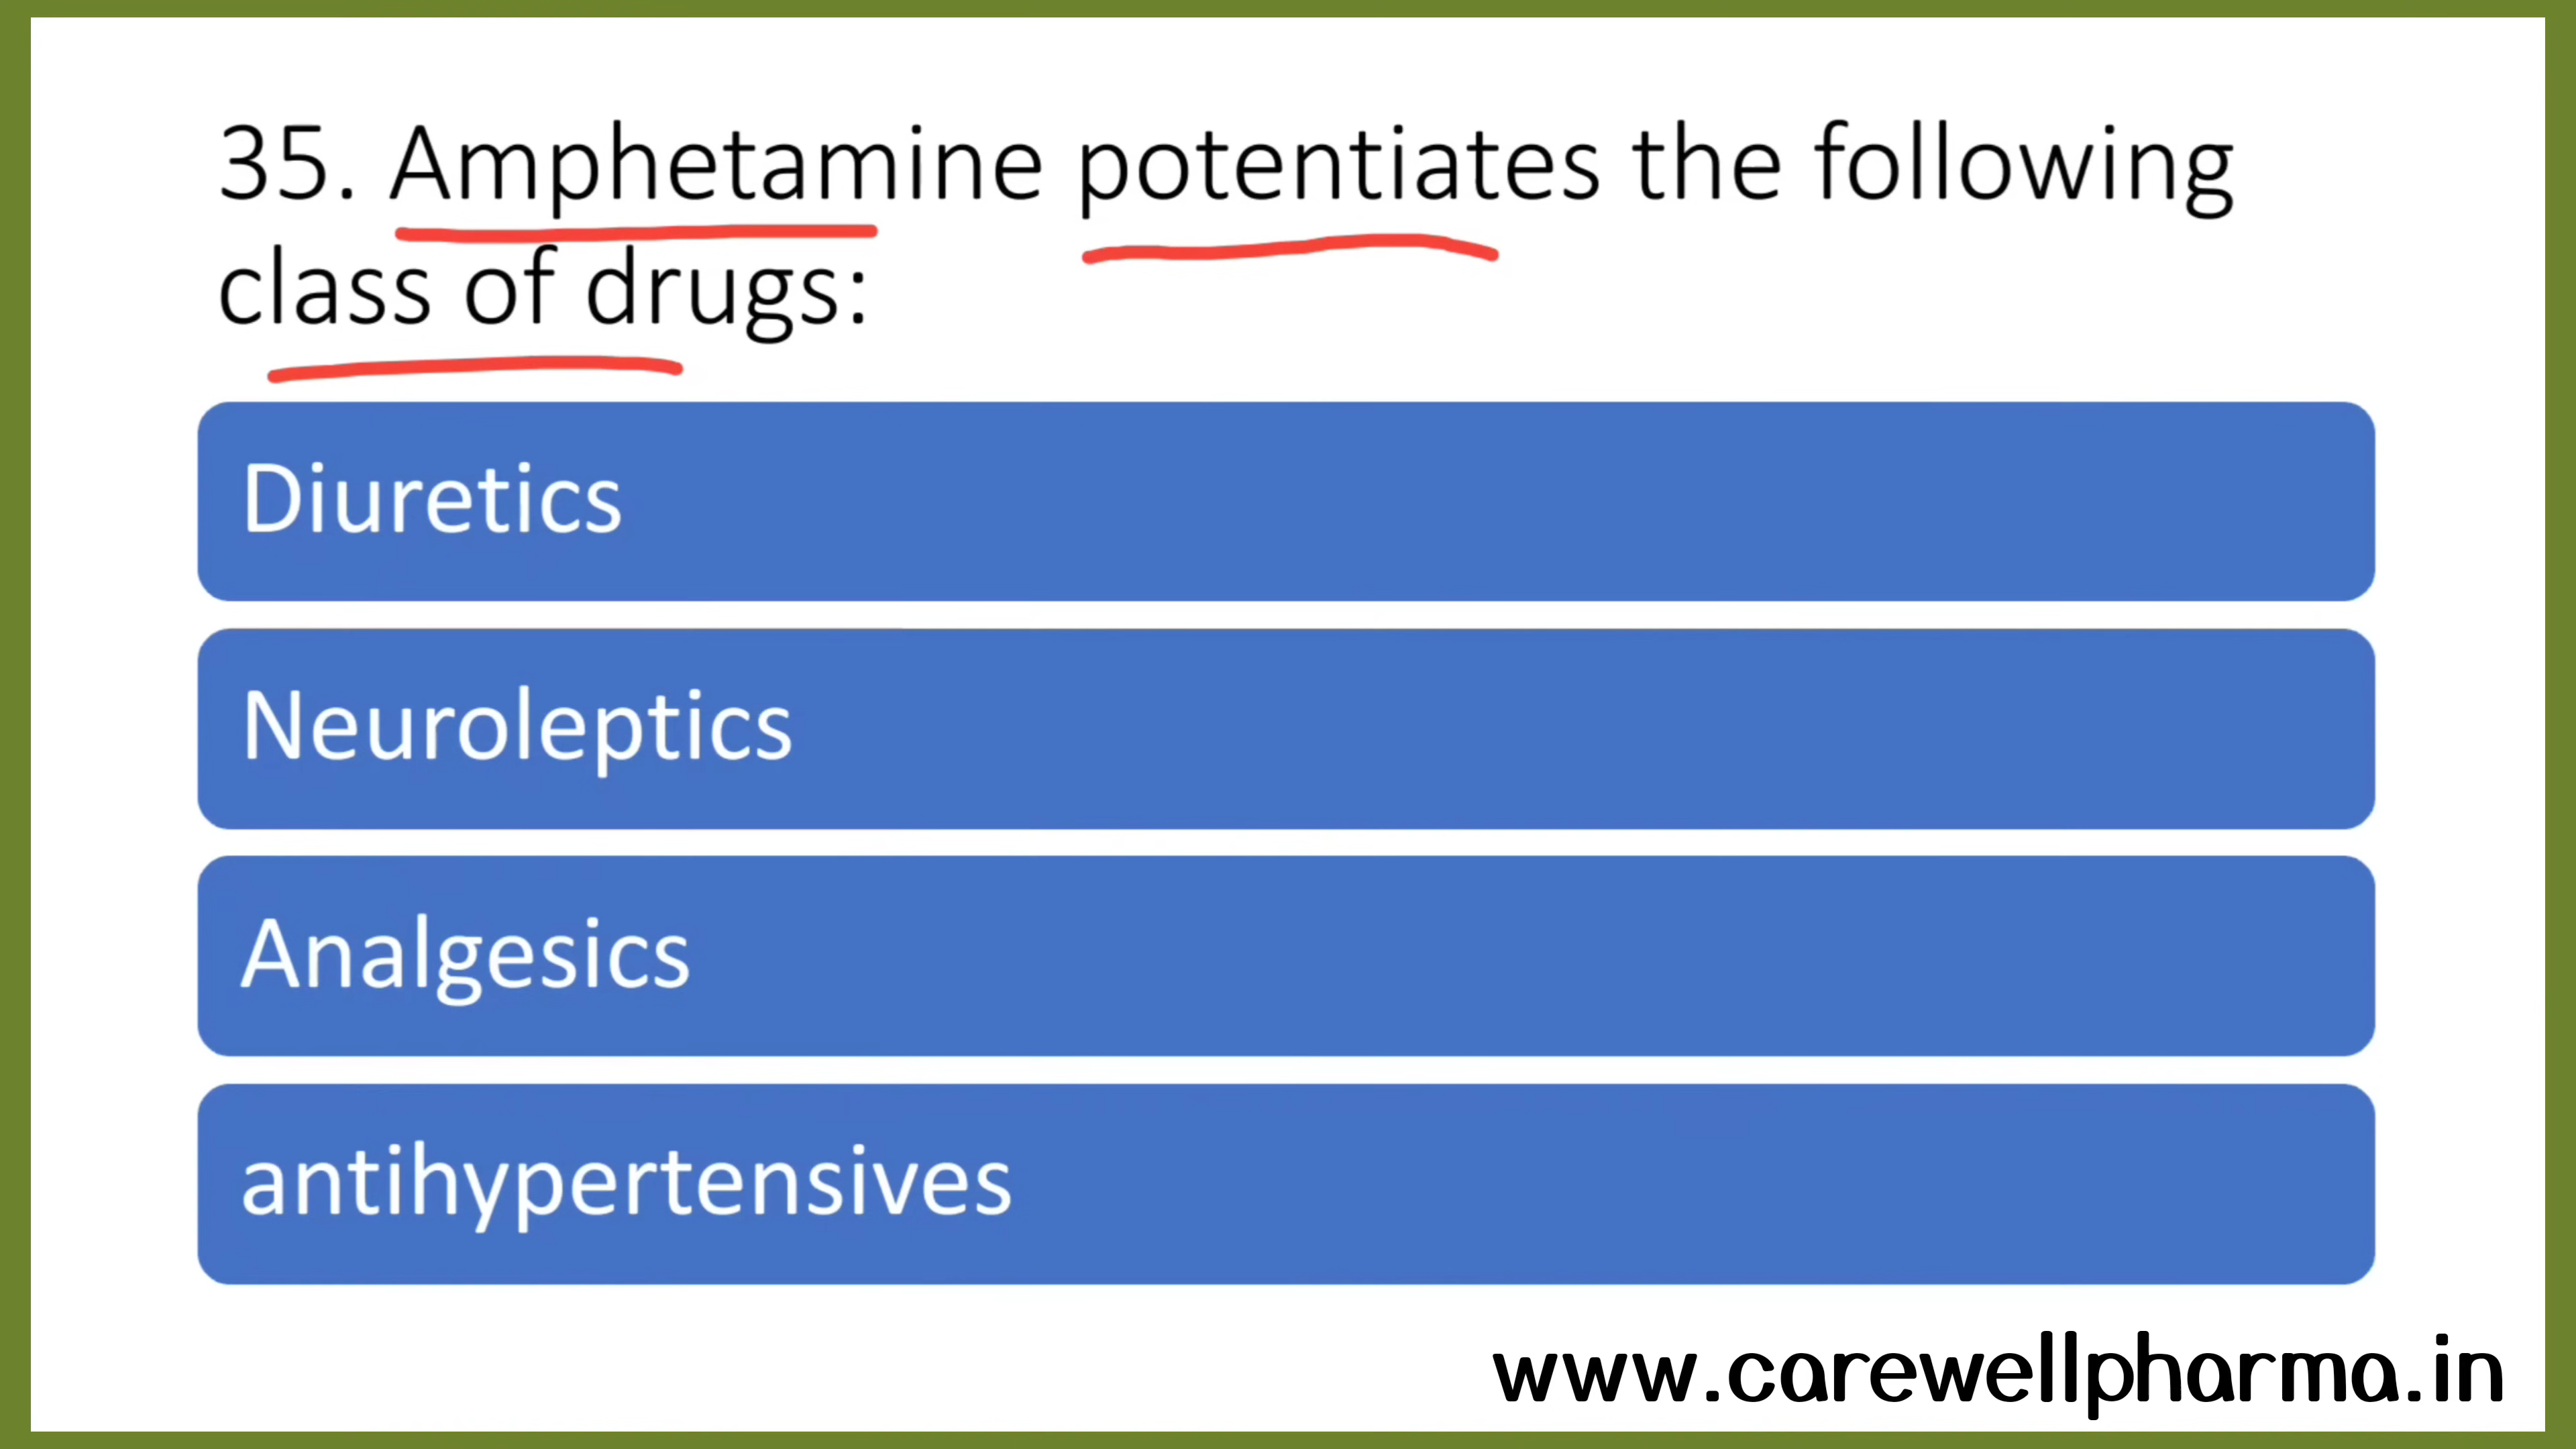 35. Amphetamine potentiates the following
class of drugs:
Diuretics
Neuroleptics
Analgesics
antihypertensives
www.carewellpharma.in